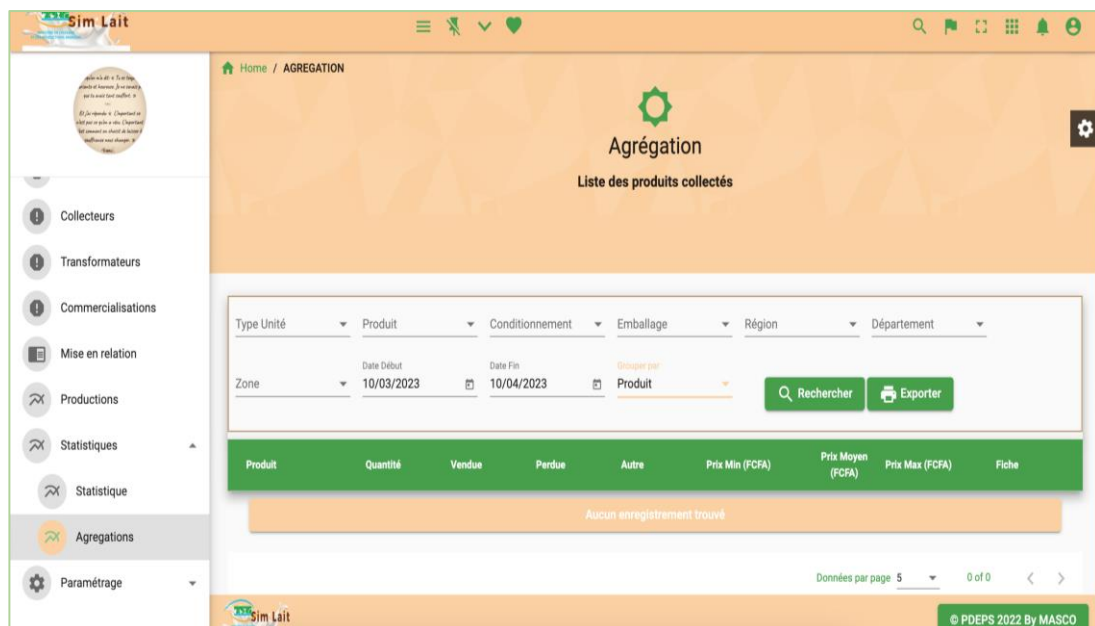 Sim Lait
Home / AGREGATION
Agrégation
Liste des produits collectés
Collecteurs
Transformateurs
Commercialisations
Mise en relation
Productions
Statistiques
Statistique
Agregations
Paramétrage
Type Unité
Produit
Conditionnement
Emballage
Région
Département
Zone
Date Début
10/03/2023
Date Fin
10/04/2023
Grouper par
Produit
Rechercher
Exporter
Produit Quantité Vendue Perdue Autre Prix Min (FCFA) Prix Moyen (FCFA) Prix Max (FCFA) Fiche
Aucun enregistrement trouvé
Données par page 5 0 of 0
Sim Lait
© PDEPS 2022 By MASCO